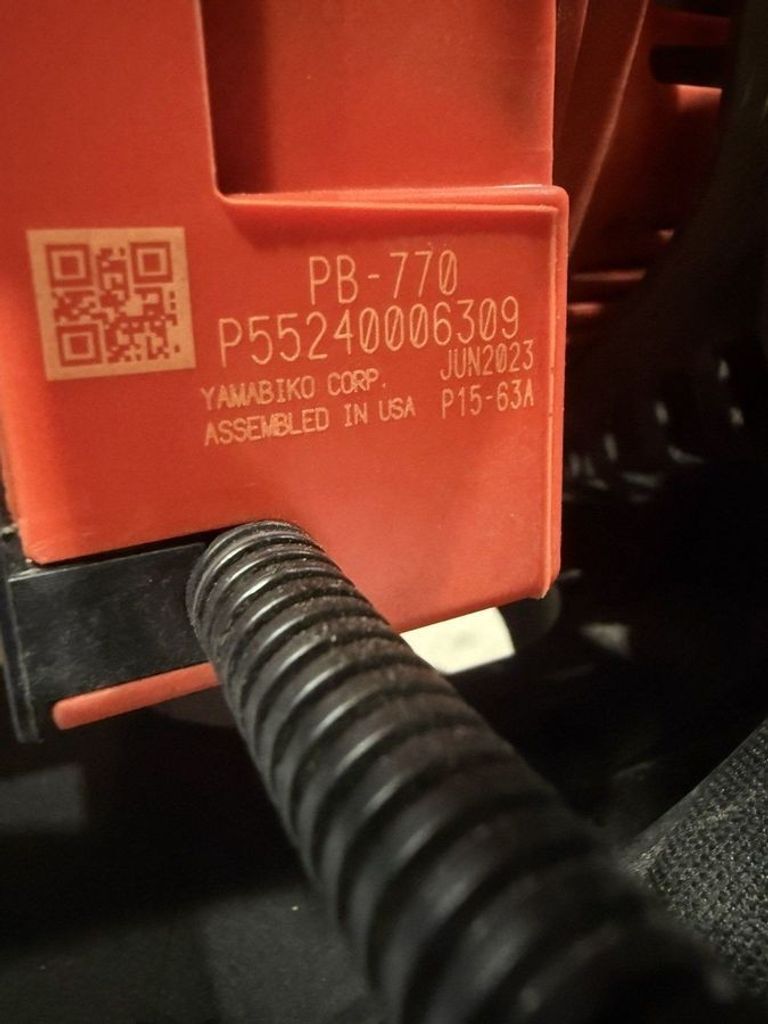 PB-770
P55240006309
JUN2023
YAMABIKO CORP.
ASSEMBLED IN USA P15-63A